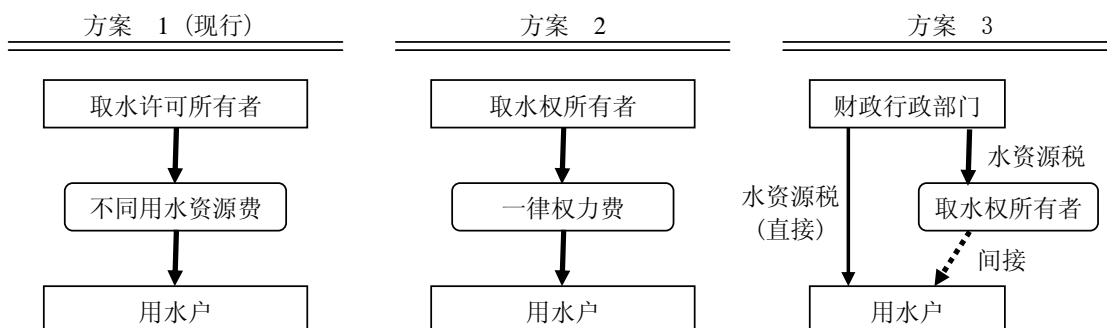 方案 1 (现行)
取水许可所有者
不同用水资源费
用水户
方案 2
取水权所有者
一律权力费
用水户
方案 3
财政行政部门
水资源税
(直接)
水资源税
取水权所有者
间接
用水户